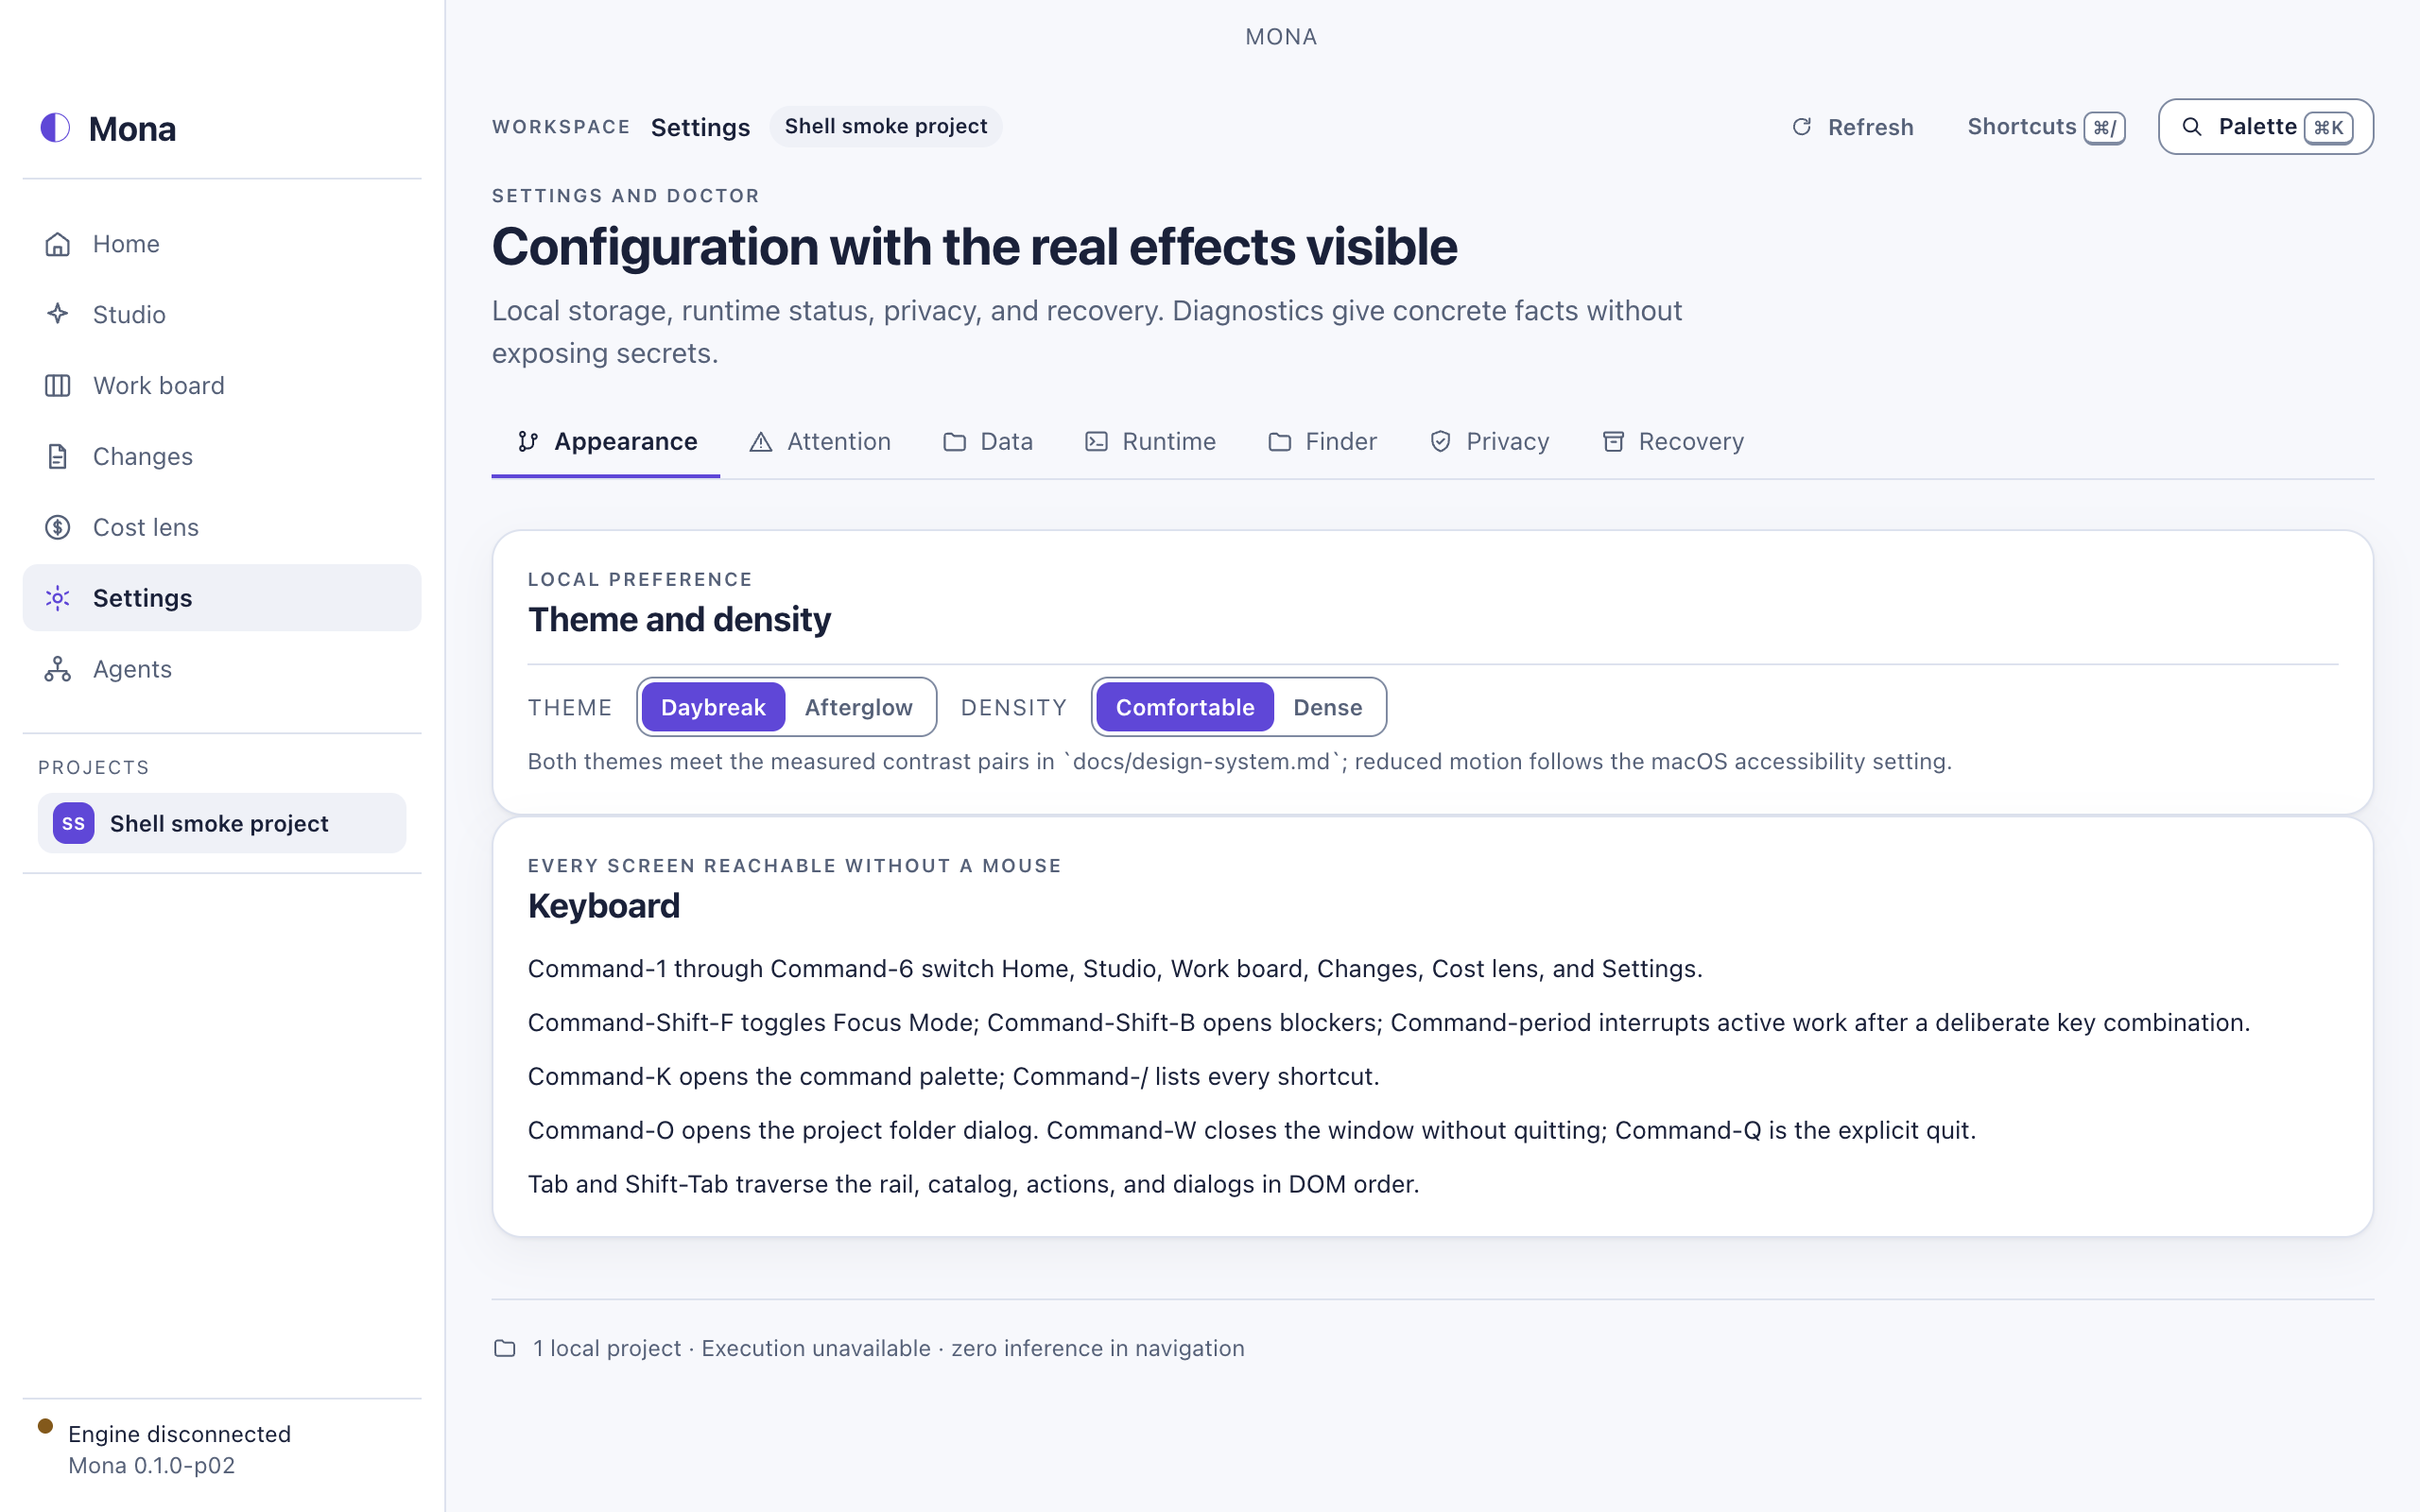 MONA
Mona
Home
Studio
Work board
Changes
Cost lens
Settings
Agents
PROJECTS
SS Shell smoke project
Engine disconnected
Mona 0.1.0-p02
WORKSPACE Settings Shell smoke project
Refresh Shortcuts ⌘/ Palette ⌘K
SETTINGS AND DOCTOR
Configuration with the real effects visible
Local storage, runtime status, privacy, and recovery. Diagnostics give concrete facts without
exposing secrets.
Appearance Attention Data Runtime Finder Privacy Recovery
LOCAL PREFERENCE
Theme and density
THEME Daybreak Afterglow DENSITY Comfortable Dense
Both themes meet the measured contrast pairs in `docs/design-system.md`; reduced motion follows the macOS accessibility setting.
EVERY SCREEN REACHABLE WITHOUT A MOUSE
Keyboard
Command-1 through Command-6 switch Home, Studio, Work board, Changes, Cost lens, and Settings.
Command-Shift-F toggles Focus Mode; Command-Shift-B opens blockers; Command-period interrupts active work after a deliberate key combination.
Command-K opens the command palette; Command-/ lists every shortcut.
Command-O opens the project folder dialog. Command-W closes the window without quitting; Command-Q is the explicit quit.
Tab and Shift-Tab traverse the rail, catalog, actions, and dialogs in DOM order.
1 local project · Execution unavailable · zero inference in navigation